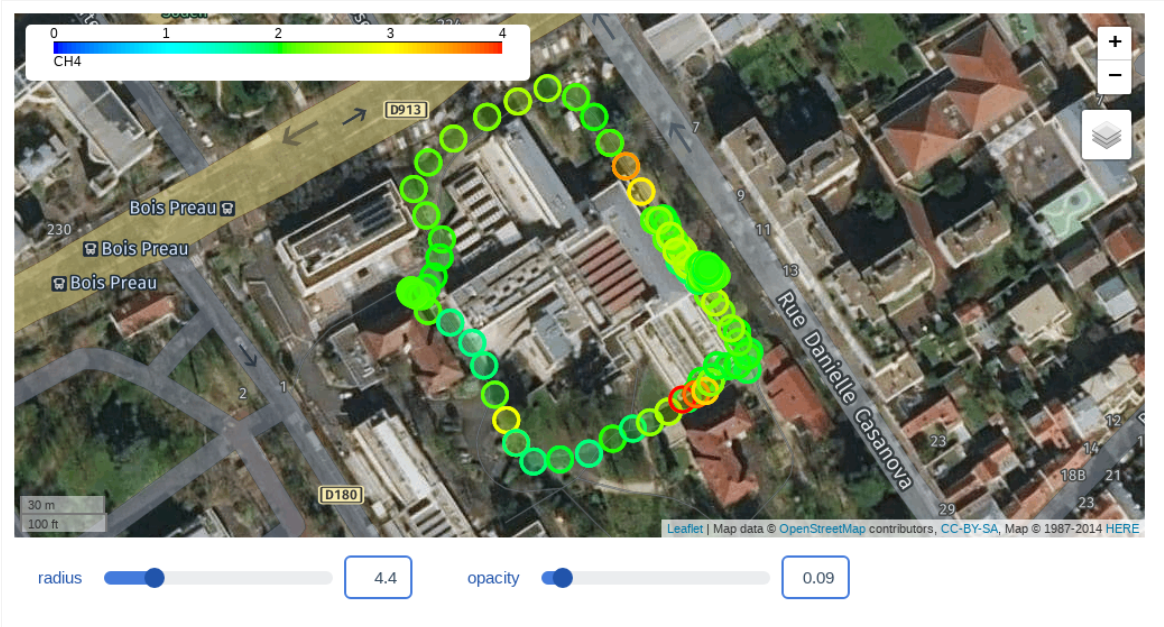 0 1 2 3 4
CH4
D913
+
−
7
7
9
Bois Preau
230
11
Bois Preau
13
Bois Preau
Rue Danielle Casanova
2
1
12
23
14
18B
21
D180
23
30 m
29
100 ft
Leaflet | Map data © OpenStreetMap contributors, CC-BY-SA, Map © 1987-2014 HERE
radius 4.4 opacity 0.09